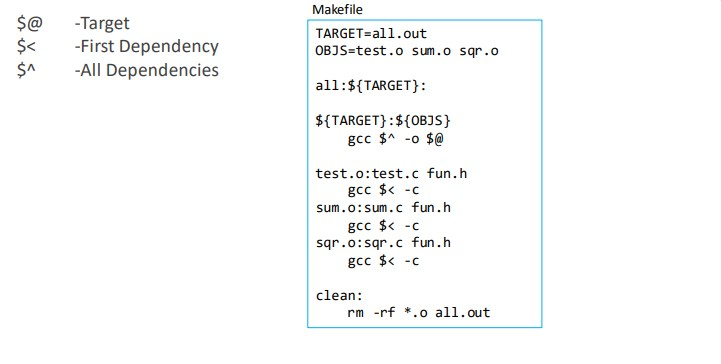 $@ -Target
$< -First Dependency
$^ -All Dependencies
Makefile
TARGET=all.out
OBJS=test.o sum.o sqr.o
all:${TARGET}:
${TARGET}:${OBJS}
gcc $^ -o $@
test.o:test.c fun.h
gcc $< -c
sum.o:sum.c fun.h
gcc $< -c
sqr.o:sqr.c fun.h
gcc $< -c
clean:
rm -rf *.o all.out